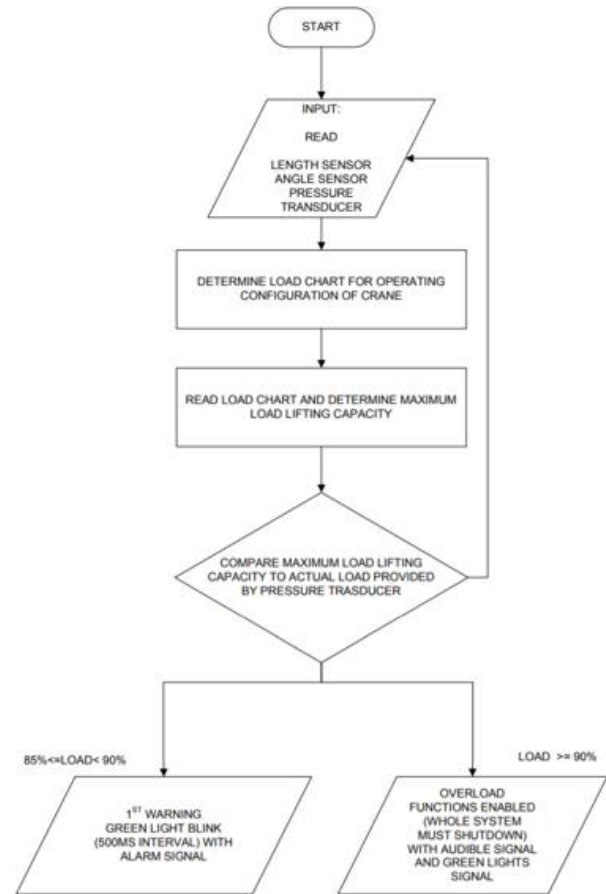 START
INPUT:
READ
LENGTH SENSOR
ANGLE SENSOR
PRESSURE
TRANSDUCER
DETERMINE LOAD CHART FOR OPERATING
CONFIGURATION OF CRANE
READ LOAD CHART AND DETERMINE MAXIMUM
LOAD LIFTING CAPACITY
COMPARE MAXIMUM LOAD LIFTING
CAPACITY TO ACTUAL LOAD PROVIDED
BY PRESSURE TRASDUCER
85%<=LOAD< 90%
1ST WARNING
GREEN LIGHT BLINK
(500MS INTERVAL) WITH
ALARM SIGNAL
LOAD >= 90%
OVERLOAD
FUNCTIONS ENABLED
(WHOLE SYSTEM
MUST SHUTDOWN)
WITH AUDIBLE SIGNAL
AND GREEN LIGHTS
SIGNAL